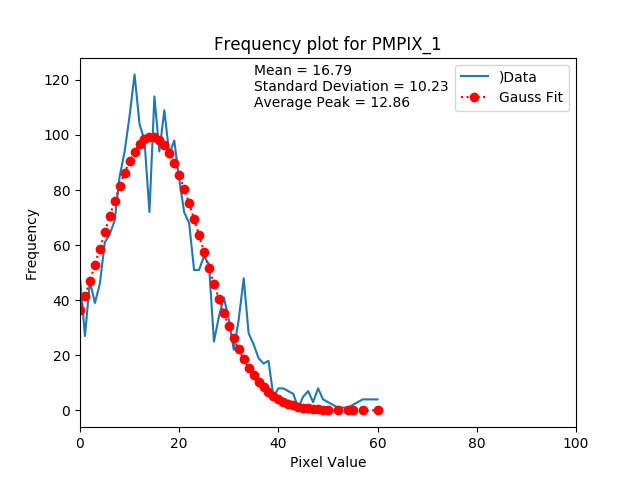 Frequency plot for PMPIX_1
Mean = 16.79
Standard Deviation = 10.23
Average Peak = 12.86
)Data
Gauss Fit
Frequency
120
100
80
60
40
20
0
0 20 40 60 80 100
Pixel Value